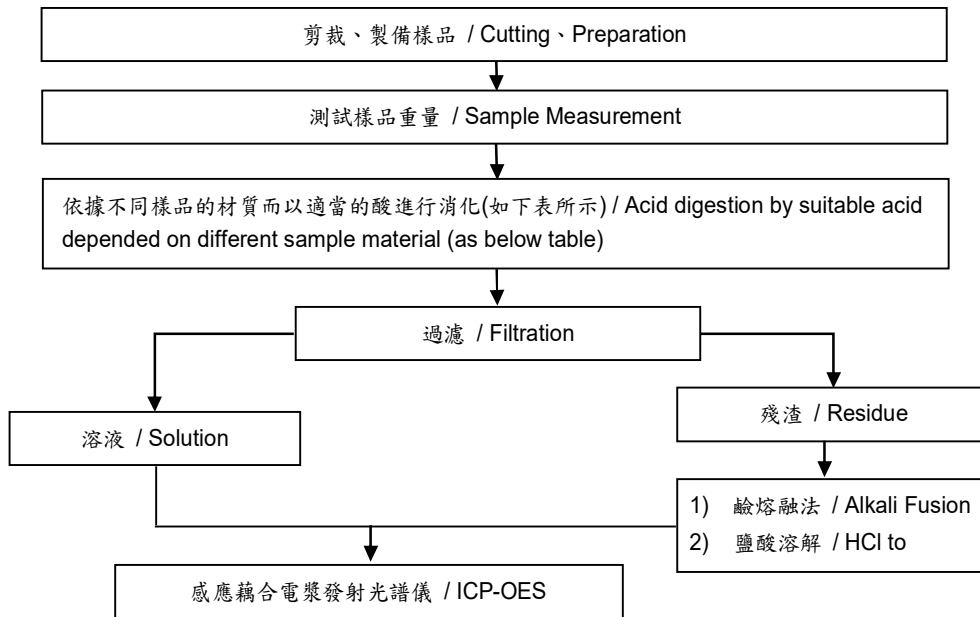 剪裁、製備樣品 / Cutting、Preparation
測試樣品重量 / Sample Measurement
依據不同樣品的材質而以適當的酸進行消化(如下表所示) / Acid digestion by suitable acid
depended on different sample material (as below table)
過濾 / Filtration
溶液 / Solution
殘渣 / Residue
1) 鹼熔融法 / Alkali Fusion
2) 鹽酸溶解 / HCl to
感應藕合電漿發射光譜儀 / ICP-OES